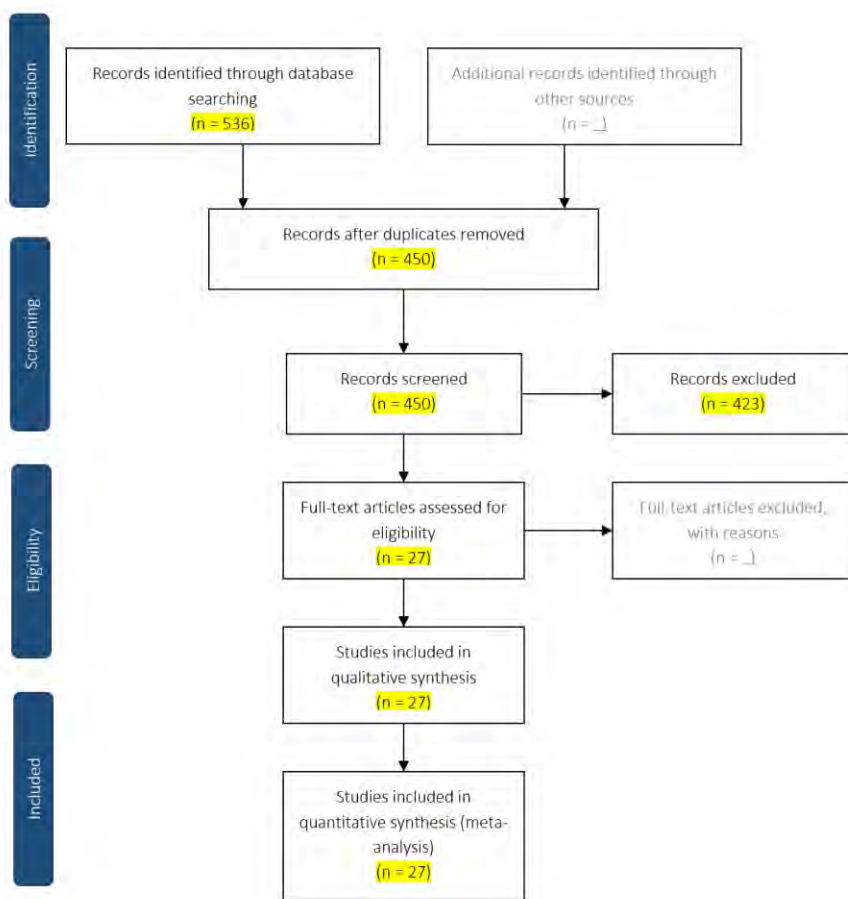 Identification
Records identified through database
searching
(n = 536)
Additional records identified through
other sources
(n = _)
Records after duplicates removed
(n = 450)
Screening
Records screened
(n = 450)
Records excluded
(n = 423)
Eligibility
Full-text articles assessed for
eligibility
(n = 27)
Full-text articles excluded,
with reasons
(n = _)
Studies included in
qualitative synthesis
(n = 27)
Included
Studies included in
quantitative synthesis (meta-
analysis)
(n = 27)